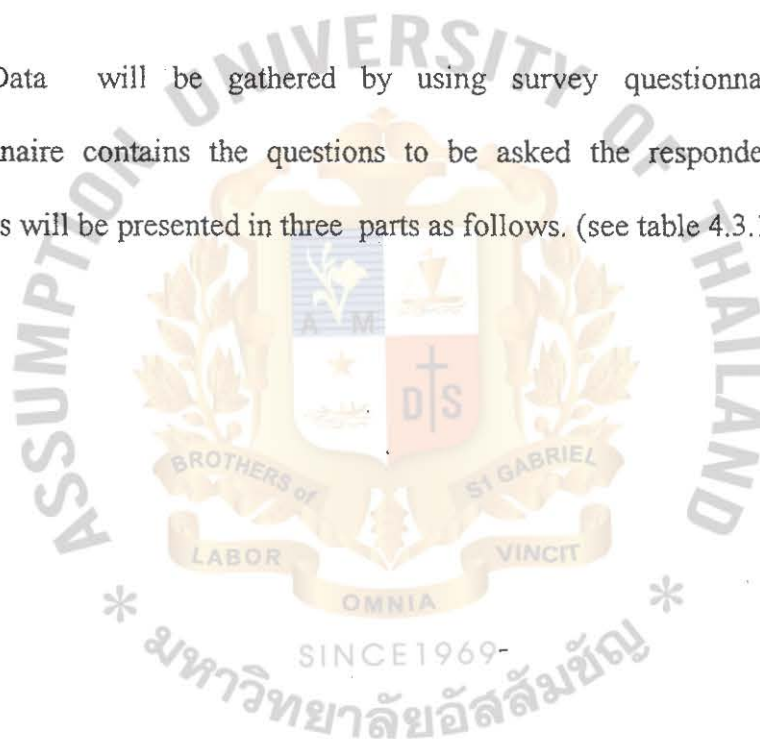 Data will be gathered by using survey questionna
naire contains the questions to be asked the responde
s will be presented in three parts as follows. (see table 4.3.1
ASSUMPTION UNIVERSITY OF THAILAND
A M
D S
BROTHERS of ST GABRIEL
LABOR VINCIT
OMNIA
* *
SINCE1969-
มหาวิทยาลัยอัสสัมชัญ